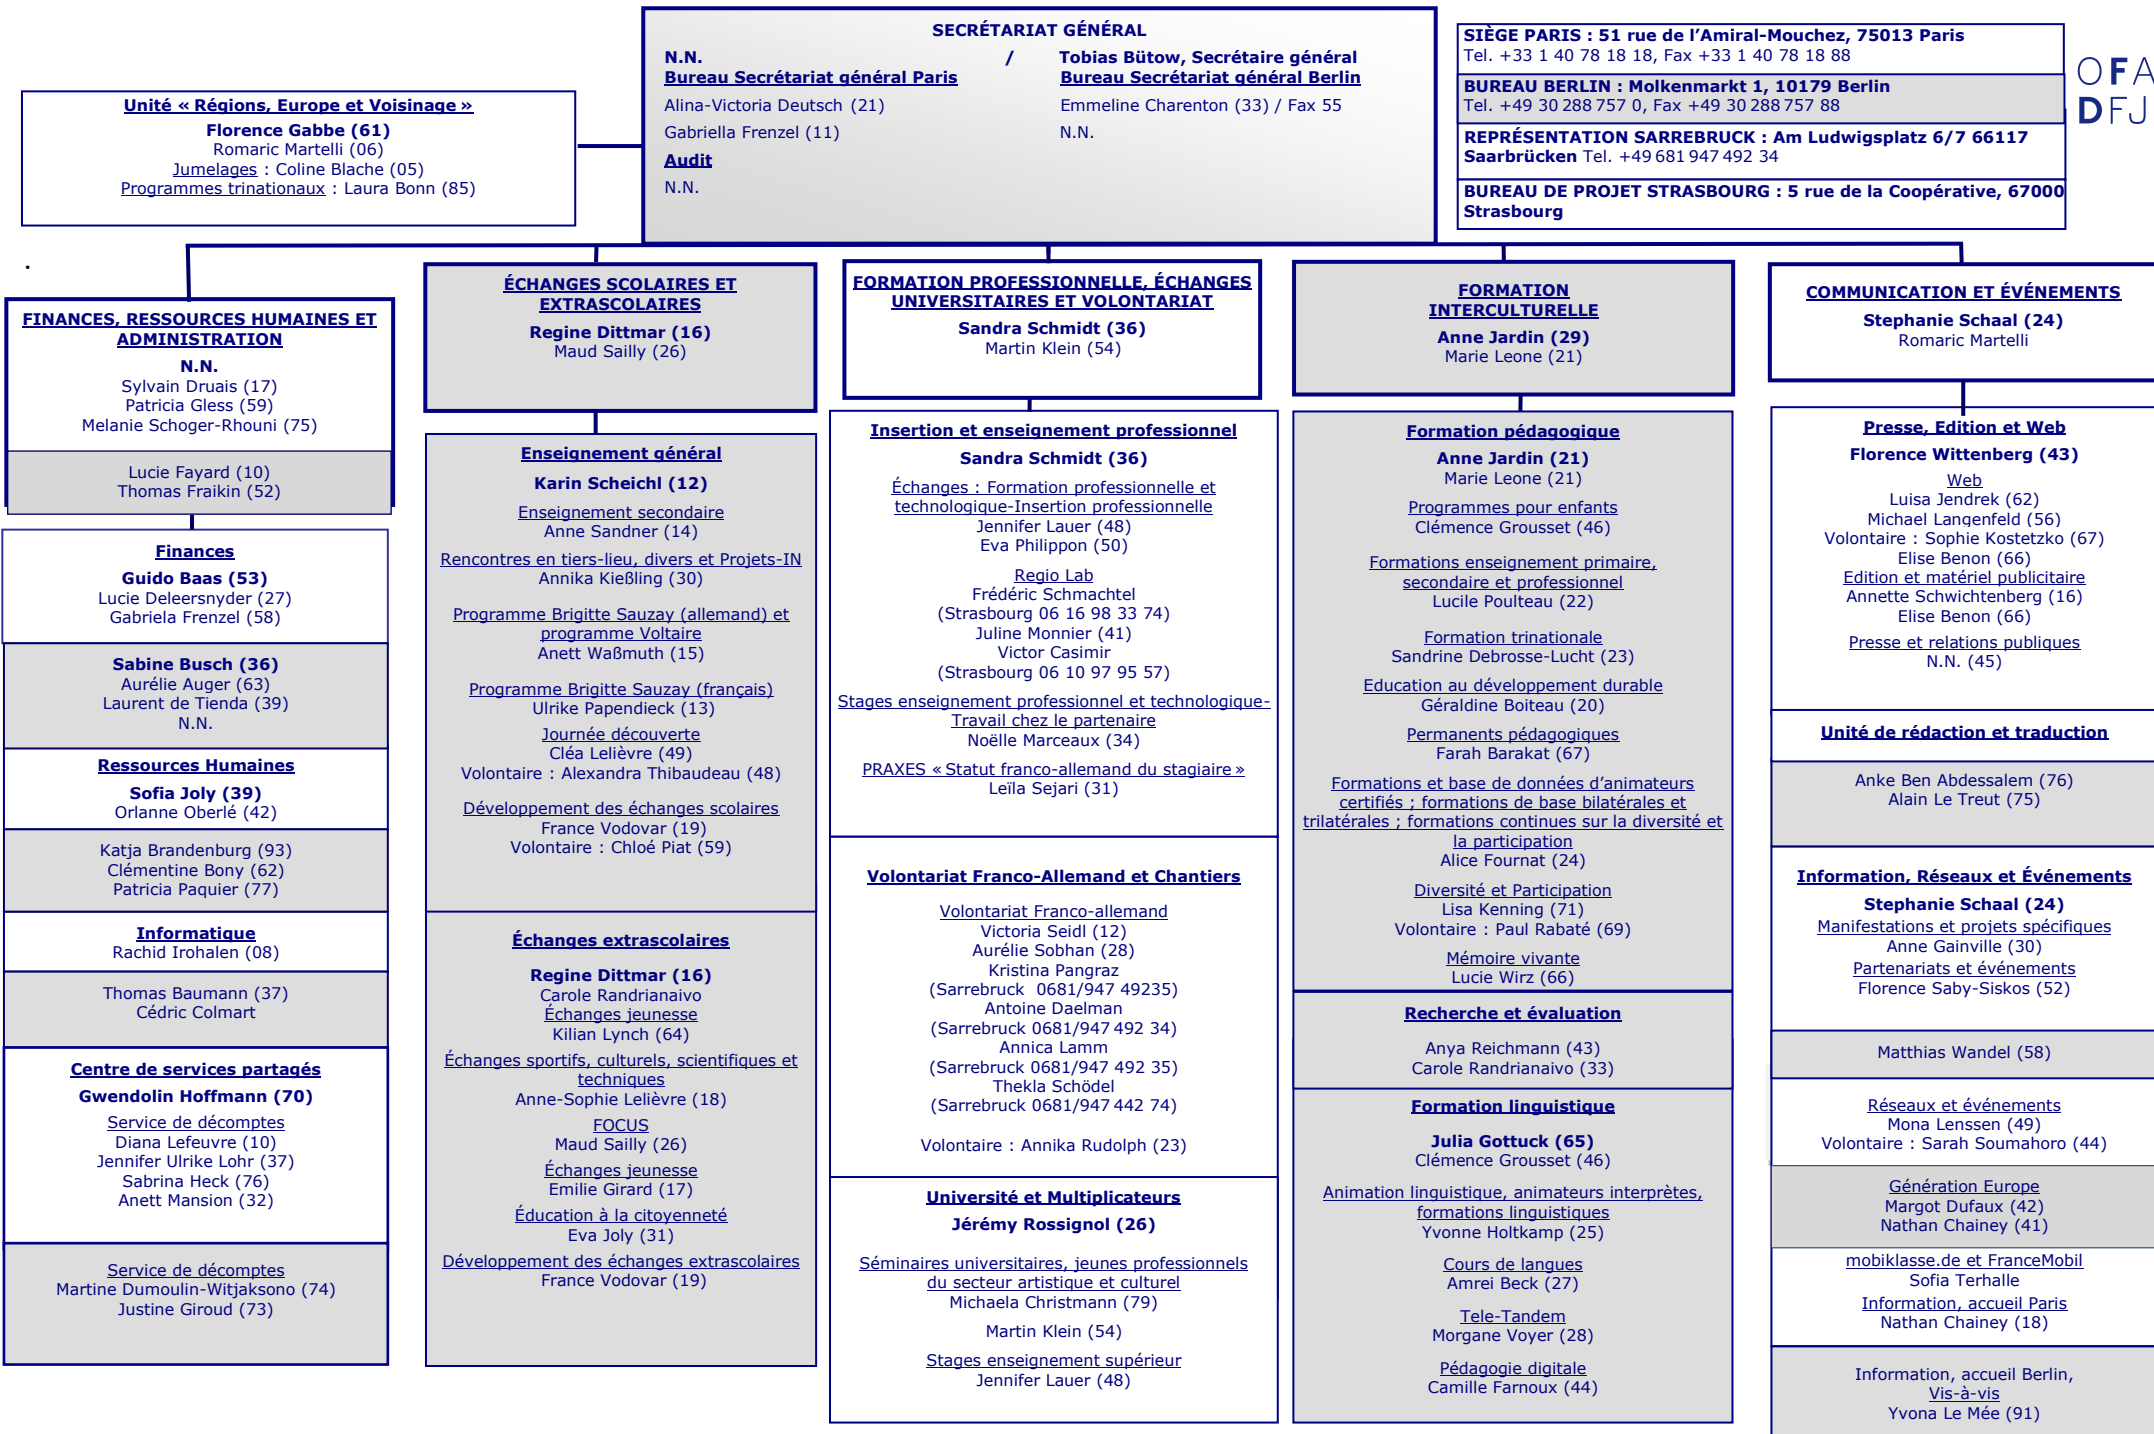 SECRÉTARIAT GÉNÉRAL
N.N. / Tobias Bütow, Secrétaire général
Bureau Secrétariat général Paris Bureau Secrétariat général Berlin
Alina-Victoria Deutsch (21) Emmeline Charenton (33) / Fax 55
Gabriella Frenzel (11) N.N.
Audit
N.N.
Unité « Régions, Europe et Voisinage »
Florence Gabbe (61)
Romaric Martelli (06)
Jumelages : Coline Blache (05)
Programmes trinationaux : Laura Bonn (85)
SIÈGE PARIS : 51 rue de l'Amiral-Mouchez, 75013 Paris
Tel. +33 1 40 78 18 18, Fax +33 1 40 78 18 88
BUREAU BERLIN : Molkenmarkt 1, 10179 Berlin
Tel. +49 30 288 757 0, Fax +49 30 288 757 88
REPRÉSENTATION SARREBRUCK : Am Ludwigsplatz 6/7 66117
Saarbrücken Tel. +49 681 947 492 34
BUREAU DE PROJET STRASBOURG : 5 rue de la Coopérative, 67000
Strasbourg
OFA
DFJ
.
FINANCES, RESSOURCES HUMAINES ET
ADMINISTRATION
N.N.
Sylvain Druais (17)
Patricia Gless (59)
Melanie Schoger-Rhouni (75)
Lucie Fayard (10)
Thomas Fraikin (52)
Finances
Guido Baas (53)
Lucie Deleersnyder (27)
Gabriela Frenzel (58)
Sabine Busch (36)
Aurélie Auger (63)
Laurent de Tienda (39)
N.N.
Ressources Humaines
Sofia Joly (39)
Orlanne Oberlé (42)
Katja Brandenburg (93)
Clémentine Bony (62)
Patricia Paquier (77)
Informatique
Rachid Irohalen (08)
Thomas Baumann (37)
Cédric Colmart
Centre de services partagés
Gwendolin Hoffmann (70)
Service de décomptes
Diana Lefeuvre (10)
Jennifer Ulrike Lohr (37)
Sabrina Heck (76)
Anett Mansion (32)
Service de décomptes
Martine Dumoulin-Witjaksono (74)
Justine Giroud (73)
ÉCHANGES SCOLAIRES ET
EXTRASCOLAIRES
Regine Dittmar (16)
Maud Sailly (26)
Enseignement général
Karin Scheichl (12)
Enseignement secondaire
Anne Sandner (14)
Rencontres en tiers-lieu, divers et Projets-IN
Annika Kießling (30)
Programme Brigitte Sauzay (allemand) et
programme Voltaire
Anett Waßmuth (15)
Programme Brigitte Sauzay (français)
Ulrike Papendieck (13)
Journée découverte
Cléa Lelièvre (49)
Volontaire : Alexandra Thibaudeau (48)
Développement des échanges scolaires
France Vodovar (19)
Volontaire : Chloé Piat (59)
Échanges extrascolaires
Regine Dittmar (16)
Carole Randrianaivo
Échanges jeunesse
Kilian Lynch (64)
Échanges sportifs, culturels, scientifiques et
techniques
Anne-Sophie Lelièvre (18)
FOCUS
Maud Sailly (26)
Échanges jeunesse
Emilie Girard (17)
Éducation à la citoyenneté
Eva Joly (31)
Développement des échanges extrascolaires
France Vodovar (19)
FORMATION PROFESSIONNELLE, ÉCHANGES
UNIVERSITAIRES ET VOLONTARIAT
Sandra Schmidt (36)
Martin Klein (54)
Insertion et enseignement professionnel
Sandra Schmidt (36)
Échanges : Formation professionnelle et
technologique-Insertion professionnelle
Jennifer Lauer (48)
Eva Philippon (50)
Regio Lab
Frédéric Schmachtel
(Strasbourg 06 16 98 33 74)
Juline Monnier (41)
Victor Casimir
(Strasbourg 06 10 97 95 57)
Stages enseignement professionnel et technologique-
Travail chez le partenaire
Noëlle Marceaux (34)
PRAXES « Statut franco-allemand du stagiaire »
Leïla Sejari (31)
Volontariat Franco-Allemand et Chantiers
Volontariat Franco-allemand
Victoria Seidl (12)
Aurélie Sobhan (28)
Kristina Pangraz
(Sarrebruck 0681/947 49235)
Antoine Daelman
(Sarrebruck 0681/947 492 34)
Annica Lamm
(Sarrebruck 0681/947 492 35)
Thekla Schödel
(Sarrebruck 0681/947 442 74)
Volontaire : Annika Rudolph (23)
Université et Multiplicateurs
Jérémy Rossignol (26)
Séminaires universitaires, jeunes professionnels
du secteur artistique et culturel
Michaela Christmann (79)
Martin Klein (54)
Stages enseignement supérieur
Jennifer Lauer (48)
FORMATION
INTERCULTURELLE
Anne Jardin (29)
Marie Leone (21)
Formation pédagogique
Anne Jardin (21)
Marie Leone (21)
Programmes pour enfants
Clémence Grousset (46)
Formations enseignement primaire,
secondaire et professionnel
Lucile Poulteau (22)
Formation trinationale
Sandrine Debrosse-Lucht (23)
Education au développement durable
Géraldine Boiteau (20)
Permanents pédagogiques
Farah Barakat (67)
Formations et base de données d'animateurs
certifiés ; formations de base bilatérales et
trilatérales ; formations continues sur la diversité et
la participation
Alice Fournat (24)
Diversité et Participation
Lisa Kenning (71)
Volontaire : Paul Rabaté (69)
Mémoire vivante
Lucie Wirz (66)
Recherche et évaluation
Anya Reichmann (43)
Carole Randrianaivo (33)
Formation linguistique
Julia Gottuck (65)
Clémence Grousset (46)
Animation linguistique, animateurs interprètes,
formations linguistiques
Yvonne Holtkamp (25)
Cours de langues
Amrei Beck (27)
Tele-Tandem
Morgane Voyer (28)
Pédagogie digitale
Camille Farnoux (44)
COMMUNICATION ET ÉVÉNEMENTS
Stephanie Schaal (24)
Romaric Martelli
Presse, Edition et Web
Florence Wittenberg (43)
Web
Luisa Jendrek (62)
Michael Langenfeld (56)
Volontaire : Sophie Kostetzko (67)
Elise Benon (66)
Edition et matériel publicitaire
Annette Schwichtenberg (16)
Elise Benon (66)
Presse et relations publiques
N.N. (45)
Unité de rédaction et traduction
Anke Ben Abdessalem (76)
Alain Le Treut (75)
Information, Réseaux et Événements
Stephanie Schaal (24)
Manifestations et projets spécifiques
Anne Gainville (30)
Partenariats et événements
Florence Saby-Siskos (52)
Matthias Wandel (58)
Réseaux et événements
Mona Lenssen (49)
Volontaire : Sarah Soumahoro (44)
Génération Europe
Margot Dufaux (42)
Nathan Chainey (41)
mobiklasse.de et FranceMobil
Sofia Terhalle
Information, accueil Paris
Nathan Chainey (18)
Information, accueil Berlin,
Vis-à-vis
Yvona Le Mée (91)